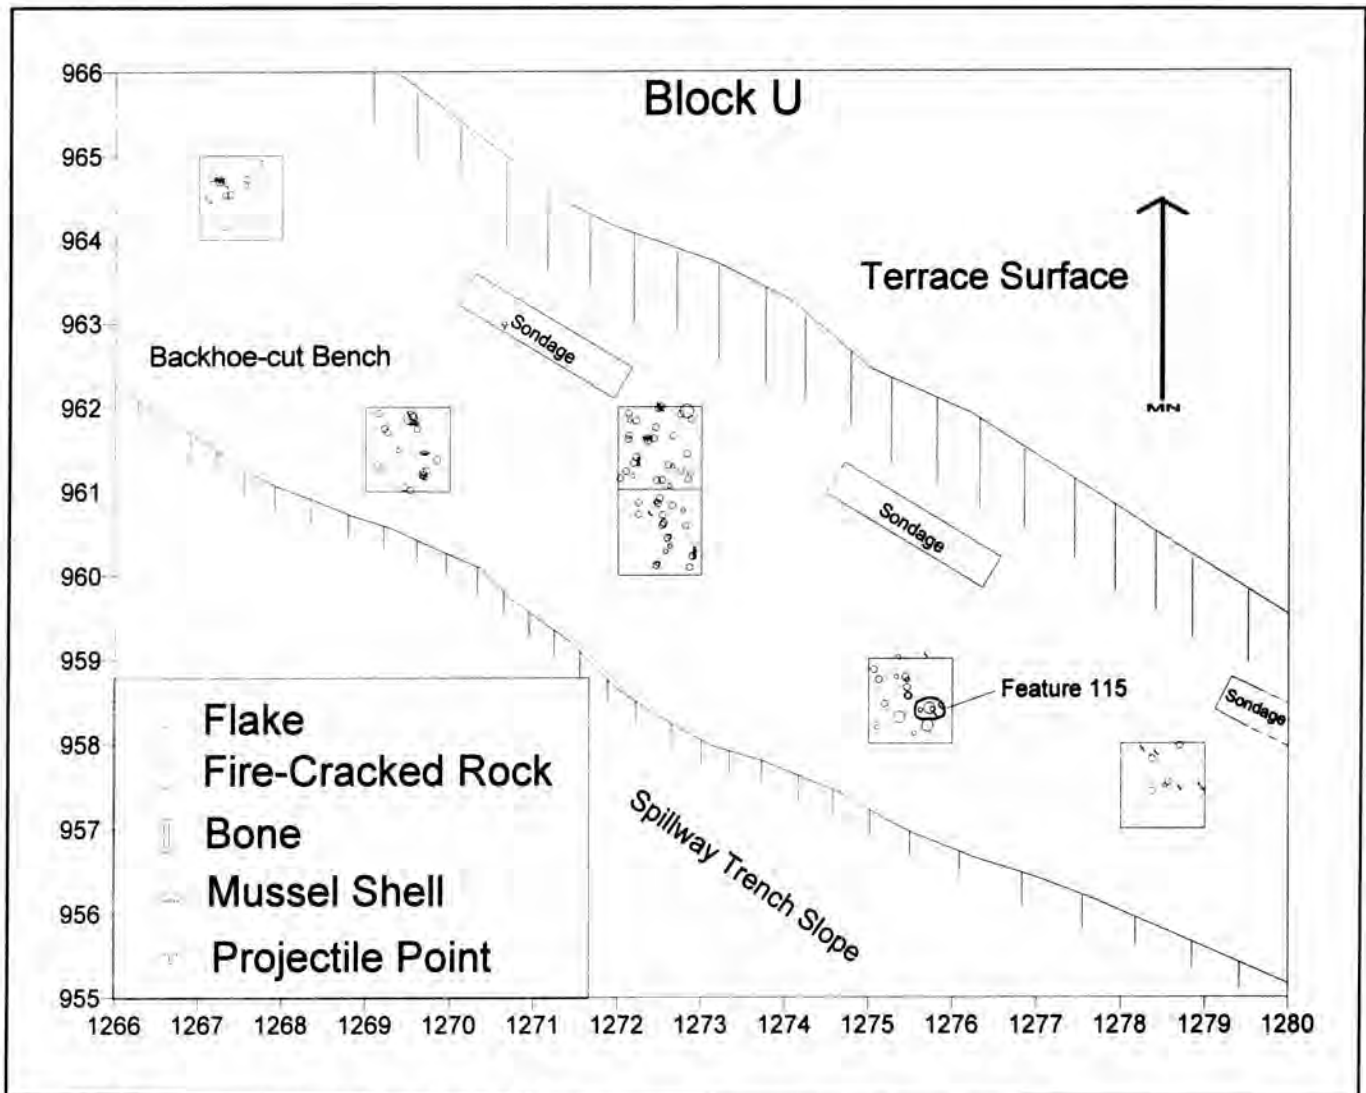 Block U
966
965
964
963
962
961
960
959
958
957
956
955
Terrace Surface
MN
Sondage
Backhoe-cut Bench
Sondage
Feature 115
Sondage
Spillway Trench Slope
Flake
Fire-Cracked Rock
Bone
Mussel Shell
Projectile Point
1266 1267 1268 1269 1270 1271 1272 1273 1274 1275 1276 1277 1278 1279 1280